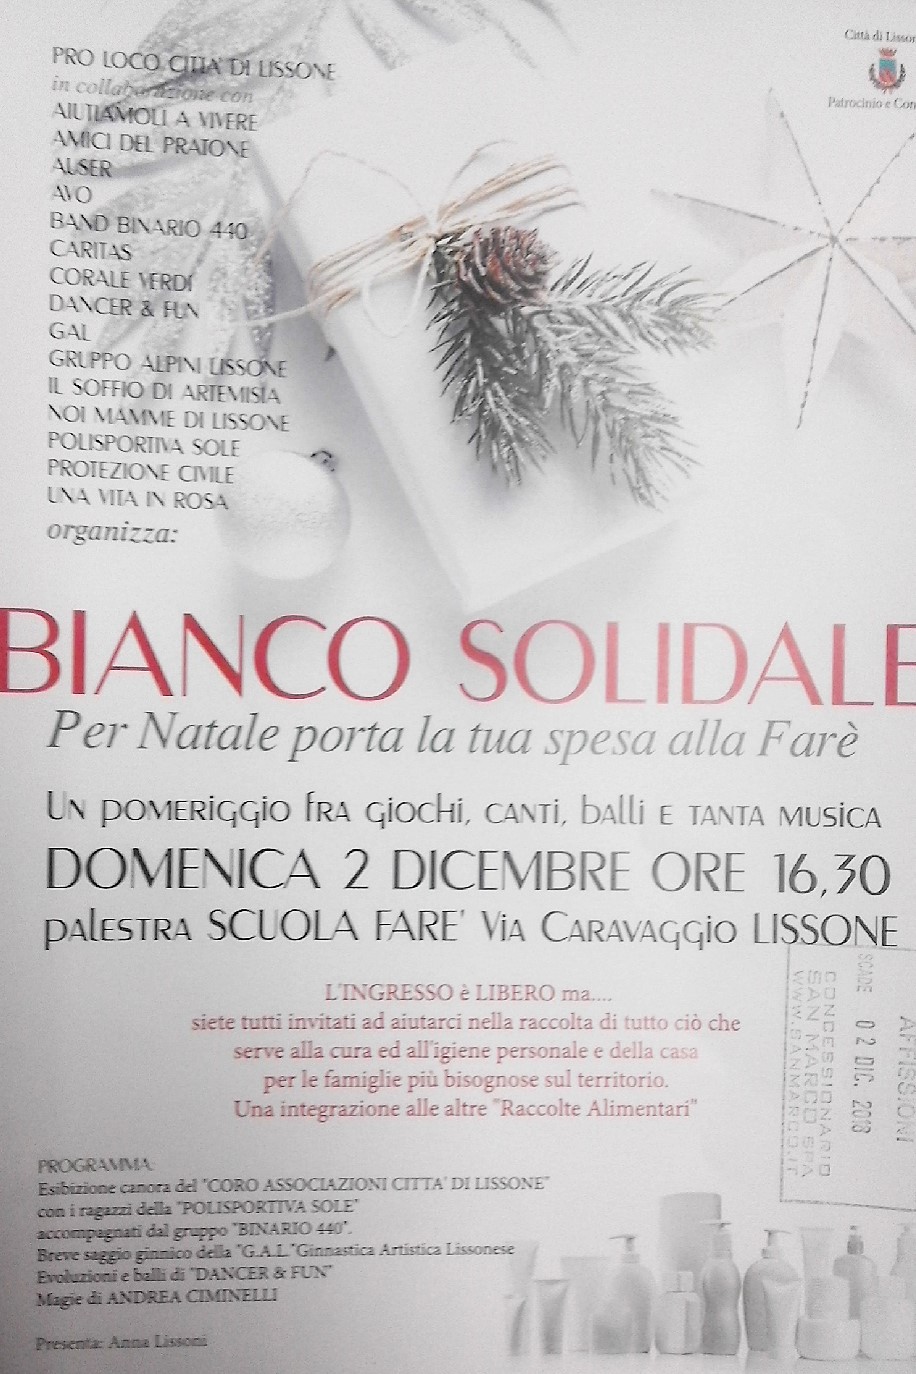 PRO LOCO CITTA' DI LISSONE
in collaborazione con
AIUTIAMOLI A VIVERE
AMICI DEL PRATONE
AUSER
AVO
BAND BINARIO 440
CARITAS
CORALE VERDI
DANCER & FUN
GAL
GRUPPO ALPINI LISSONE
IL SOFFIO DI ARTEMISIA
NOI MAMME DI LISSONE
POLISPORTIVA SOLE
PROTEZIONE CIVILE
UNA VITA IN ROSA
organizza:
Città di Lisson
Patrocinio e Con
BIANCO SOLIDALE
Per Natale porta la tua spesa alla Farè
Un pomeriggio fra giochi, canti, balli e tanta musica
DOMENICA 2 DICEMBRE ORE 16,30
palestra SCUOLA FARE' Via Caravaggio LISSONE
L'INGRESSO è LIBERO ma....
siete tutti invitati ad aiutarci nella raccolta di tutto ciò che
serve alla cura ed all'igiene personale e della casa
per le famiglie più bisognose sul territorio.
Una integrazione alle altre "Raccolte Alimentari"
AFFISSIONI
SCADE 02 DIC. 2018
CONCESSIONARIO
SAN MARCO SPA
WWW.SANMARCO.IT
PROGRAMMA:
Esibizione canora del "CORO ASSOCIAZIONI CITTA' DI LISSONE"
con i ragazzi della "POLISPORTIVA SOLE"
accompagnati dal gruppo "BINARIO 440".
Breve saggio ginnico della "G.A.L."Ginnastica Artistica Lissonese
Evoluzioni e balli di "DANCER & FUN"
Magie di ANDREA CIMINELLI
Presenta: Anna Lissoni